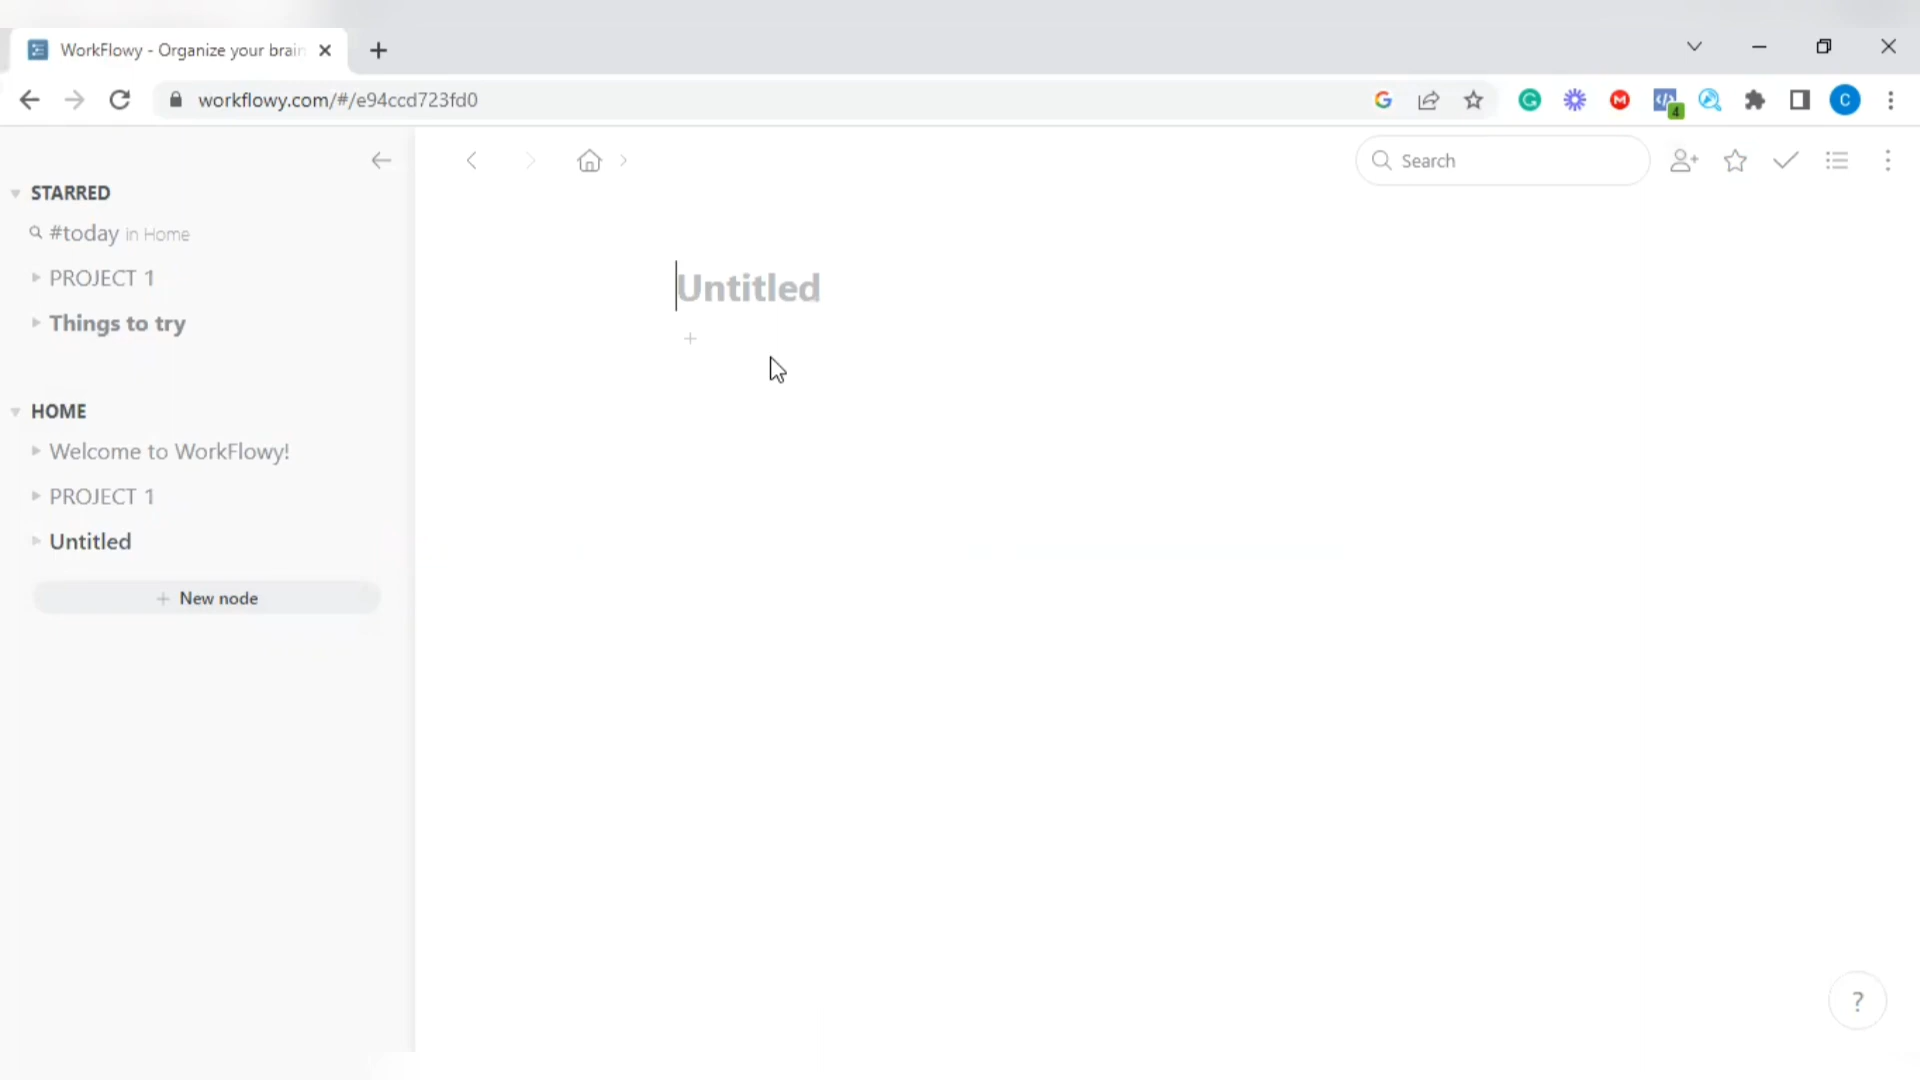 WorkFlowy - Organize your brain
workflowy.com/#/e94ccd723fd0
4
C
STARRED
#today in Home
PROJECT 1
Things to try
HOME
Welcome to WorkFlowy!
PROJECT 1
Untitled
+ New node
Search
Untitled
+
?